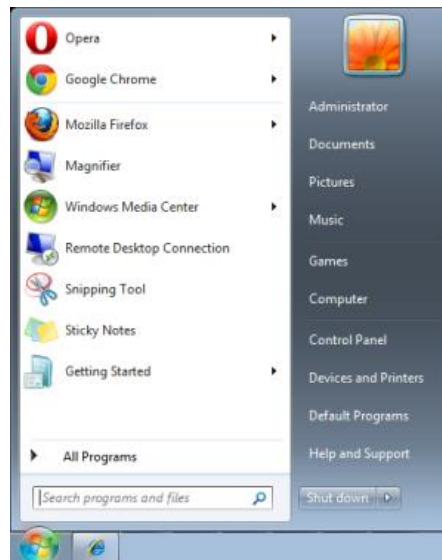 Opera
Google Chrome
Mozilla Firefox
Magnifier
Windows Media Center
Remote Desktop Connection
Snipping Tool
Sticky Notes
Getting Started
All Programs
Search programs and files
Administrator
Documents
Pictures
Music
Games
Computer
Control Panel
Devices and Printers
Default Programs
Help and Support
Shut down